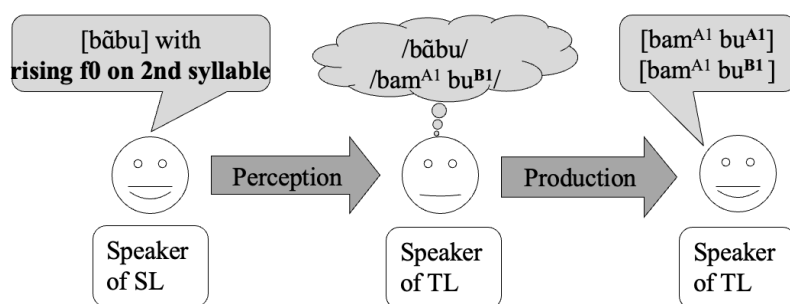 [bãbu] with
rising f0 on 2nd syllable
/bãbu/
/bamᴬ¹ buᴮ¹/
[bamᴬ¹ buᴬ¹]
[bamᴬ¹ buᴮ¹ ]
Perception
Production
Speaker
of SL
Speaker
of TL
Speaker
of TL